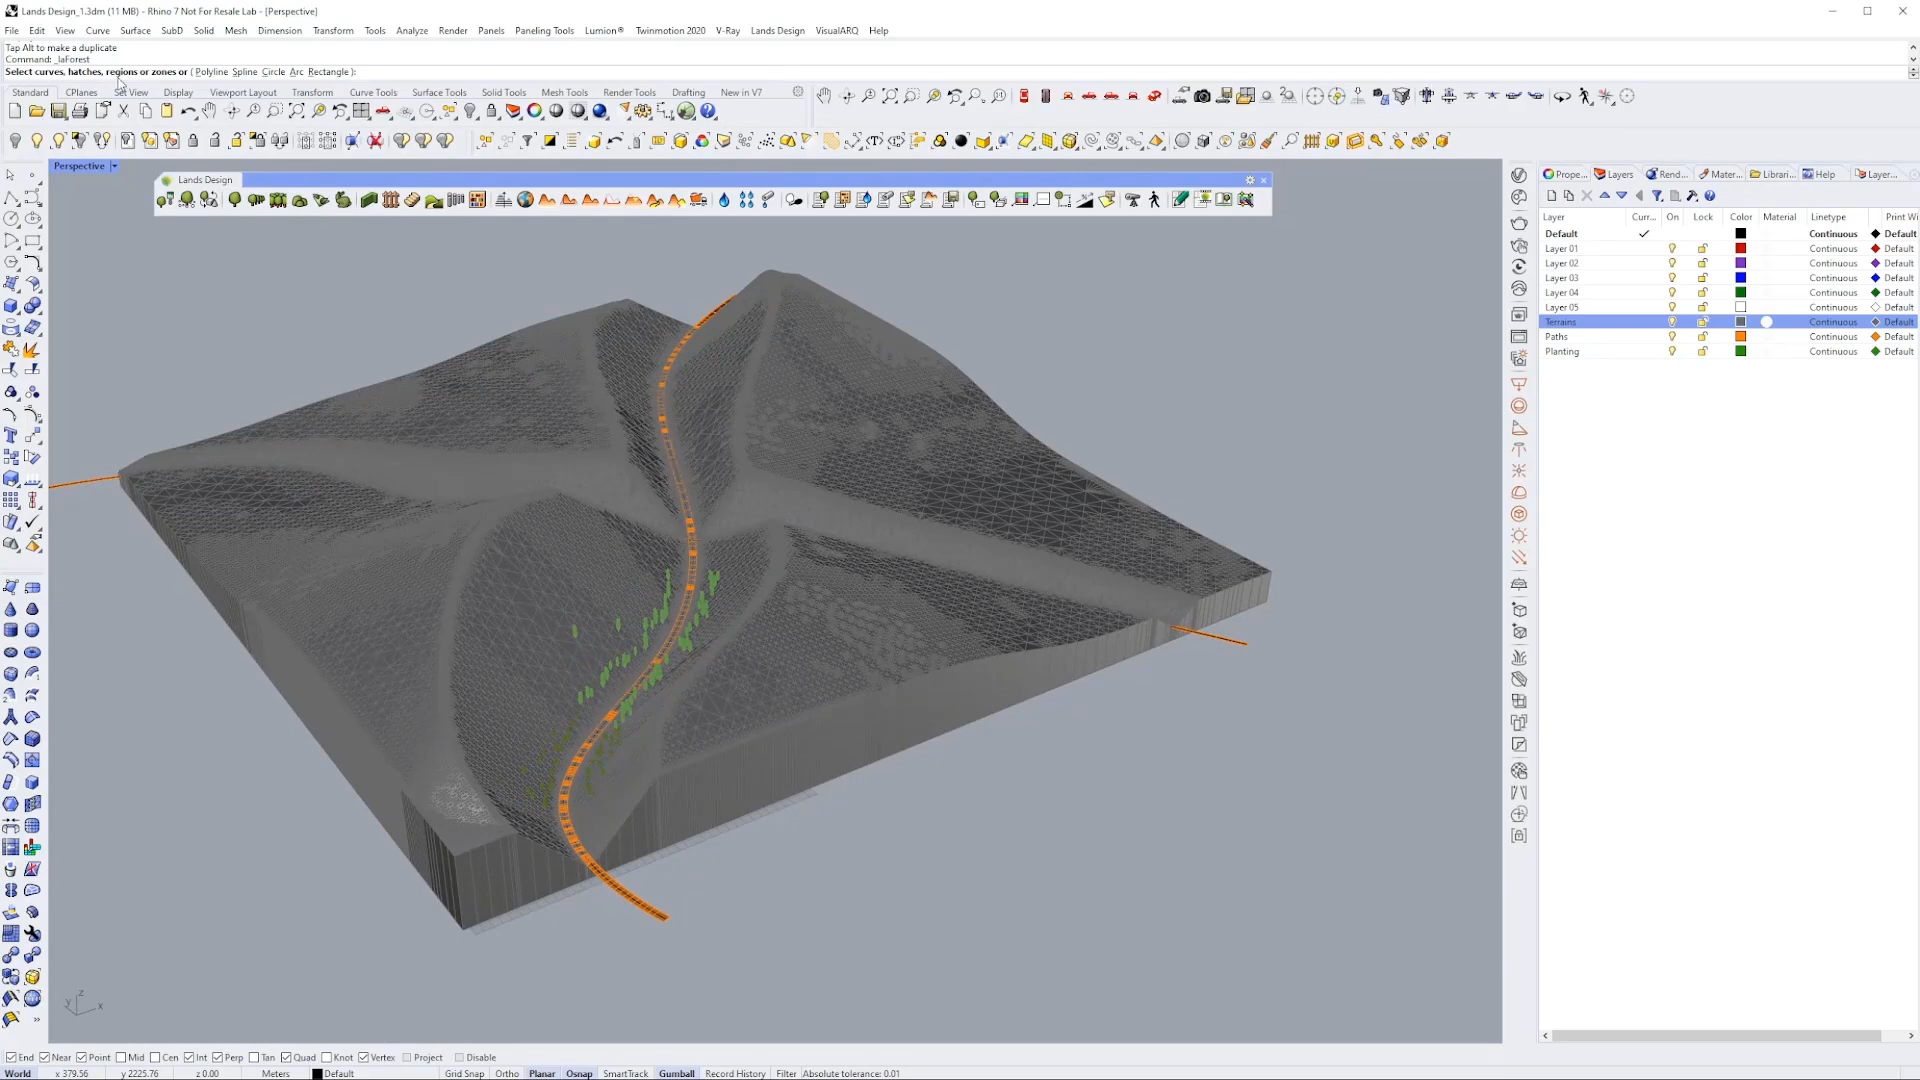 Lands Design_1.3dm (11 MB) - Rhino 7 Not For Resale Lab - [Perspective]
File Edit View Curve Surface SubD Solid Mesh Dimension Transform Tools Analyze Render Panels Paneling Tools Lumion® Twinmotion 2020 V-Ray Lands Design VisualARQ Help
Tap Alt to make a duplicate
Command: _laForest
Select curves, hatches, regions or zones or ( Polyline Spline Circle Arc Rectangle ):
Standard CPlanes Set View Display Viewport Layout Transform Curve Tools Surface Tools Solid Tools Mesh Tools Render Tools Drafting New in V7
Perspective
Lands Design
Prope... Layers Rend... Mater... Librari... Help Layer...
Layer Curr... On Lock Color Material Linetype Print Wi
Default Continuous Default
Layer 01 Continuous Default
Layer 02 Continuous Default
Layer 03 Continuous Default
Layer 04 Continuous Default
Layer 05 Continuous Default
Terrains Continuous Default
Paths Continuous Default
Planting Continuous Default
z
y x
End Near Point Mid Cen Int Perp Tan Quad Knot Vertex Project Disable
World x 379.56 y 2225.76 z 0.00 Meters Default Grid Snap Ortho Planar Osnap SmartTrack Gumball Record History Filter Absolute tolerance: 0.01